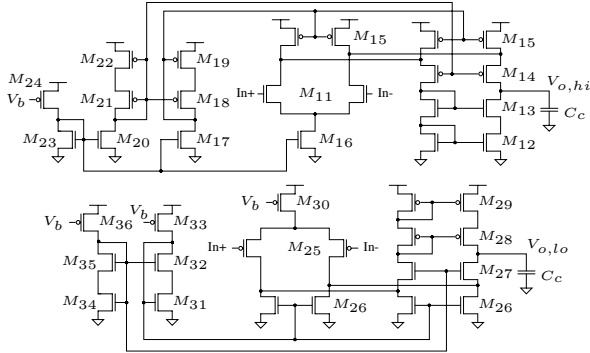 M22 M19 M15 M15
M24 M14 Vo,hi
Vb M21 M18 In+ M11 In- M13 Cc
M23 M20 M17 M16 M12
Vb M36 Vb M33 Vb M30 M29
In+ M25 In- M28 Vo,lo
M35 M32 M27 Cc
M34 M31 M26 M26